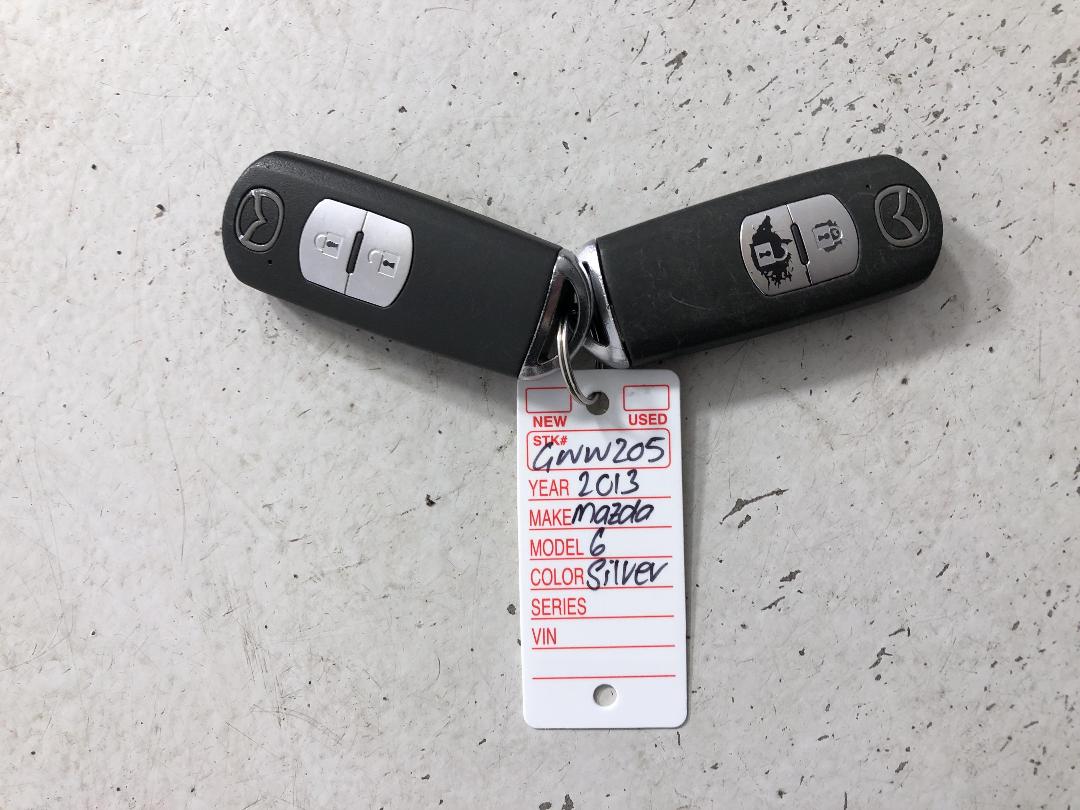 NEW USED
STK# GWW205
YEAR 2013
MAKE mazda
MODEL 6
COLOR Silver
SERIES
VIN